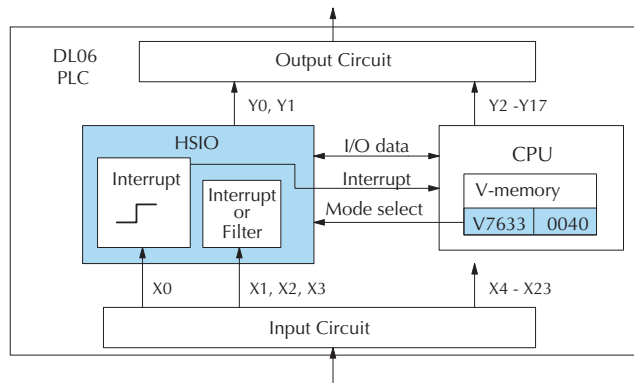 DL06
PLC
Output Circuit
Y0, Y1
Y2 -Y17
HSIO
I/O data
CPU
Interrupt
Interrupt
or
Filter
Interrupt
Mode select
V-memory
V7633 0040
X0
X1, X2, X3
X4 - X23
Input Circuit